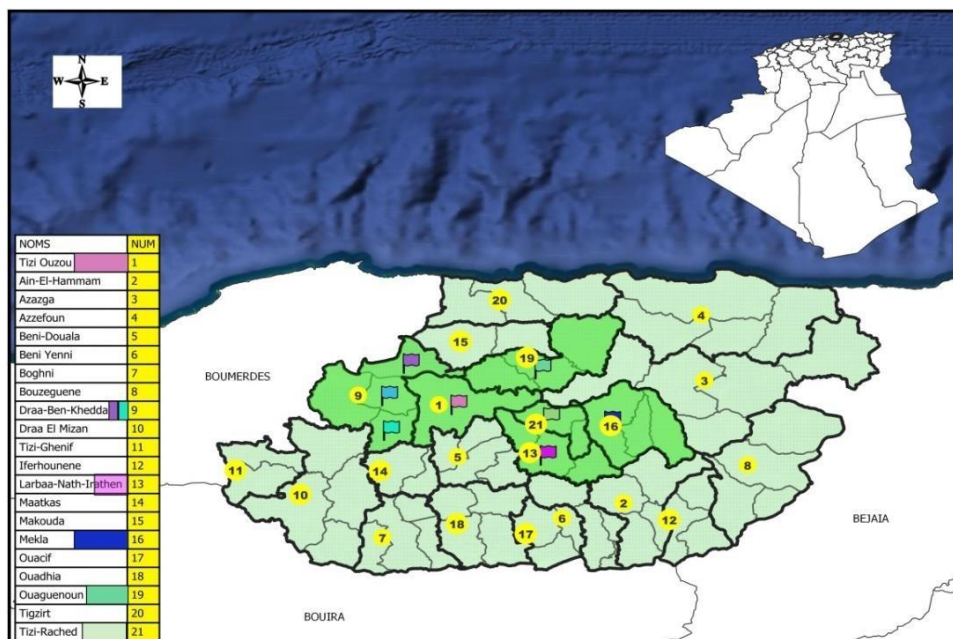 N
W E
S
NOMS NUM
Tizi Ouzou 1
Ain-El-Hammam 2
Azazga 3
Azzefoun 4
Beni-Douala 5
Beni Yenni 6
Boghni 7
Bouzeguene 8
Draa-Ben-Khedda 9
Draa El Mizan 10
Tizi-Ghenif 11
Iferhounene 12
Larbaa-Nath-Irathen 13
Maatkas 14
Makouda 15
Mekla 16
Ouacif 17
Ouadhia 18
Ouaguenoun 19
Tigzirt 20
Tizi-Rached 21
20
4
15
19
BOUMERDES
3
9
1
21
16
13
5
14
11
8
10
2
6
12
18
17
7
BEJAIA
BOUIRA